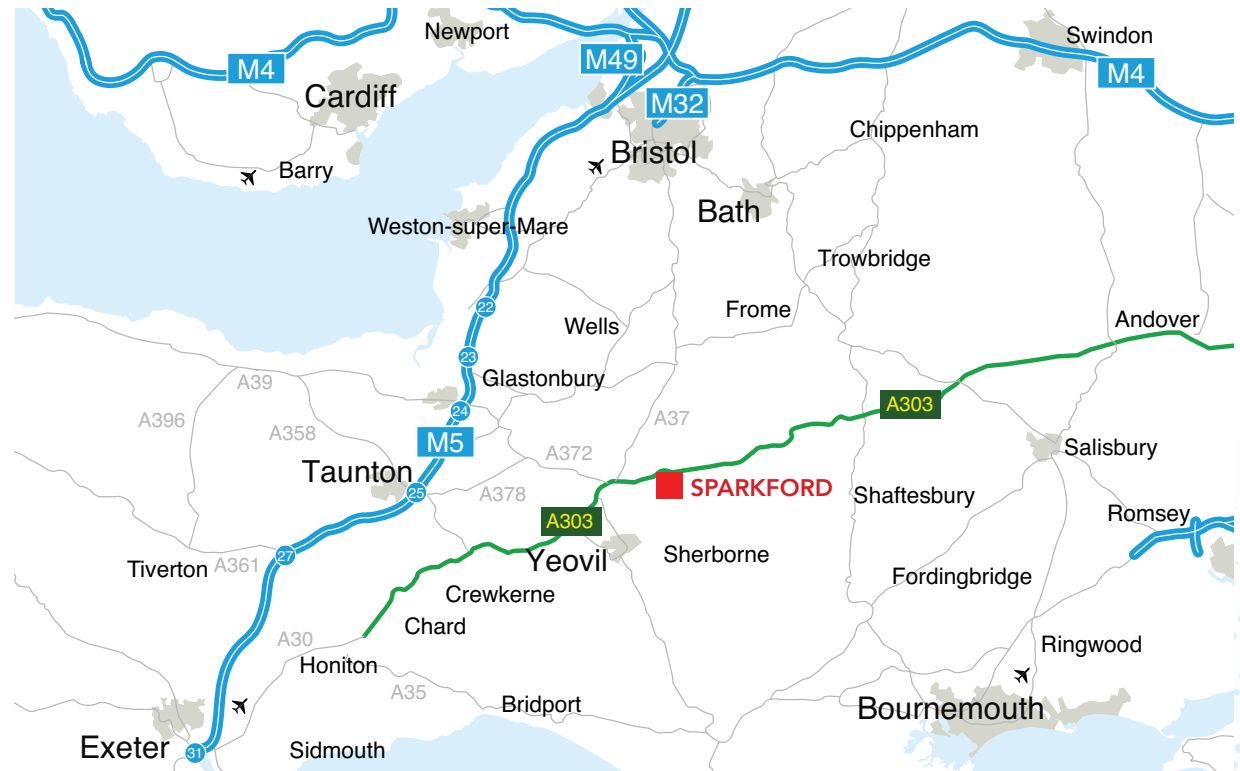 Newport
Swindon
M49
M4
M4
Cardiff
M32
Chippenham
Bristol
Barry
Bath
Weston-super-Mare
Trowbridge
22
Frome
Wells
Andover
23
Glastonbury
A39
A303
24
A396
A37
A358
M5
A372
Salisbury
Taunton
25
A378
SPARKFORD
Shaftesbury
A303
Romsey
27
Yeovil
Sherborne
Tiverton
A361
Fordingbridge
Crewkerne
Chard
A30
Ringwood
Honiton
A35
Bridport
Bournemouth
Exeter
31
Sidmouth